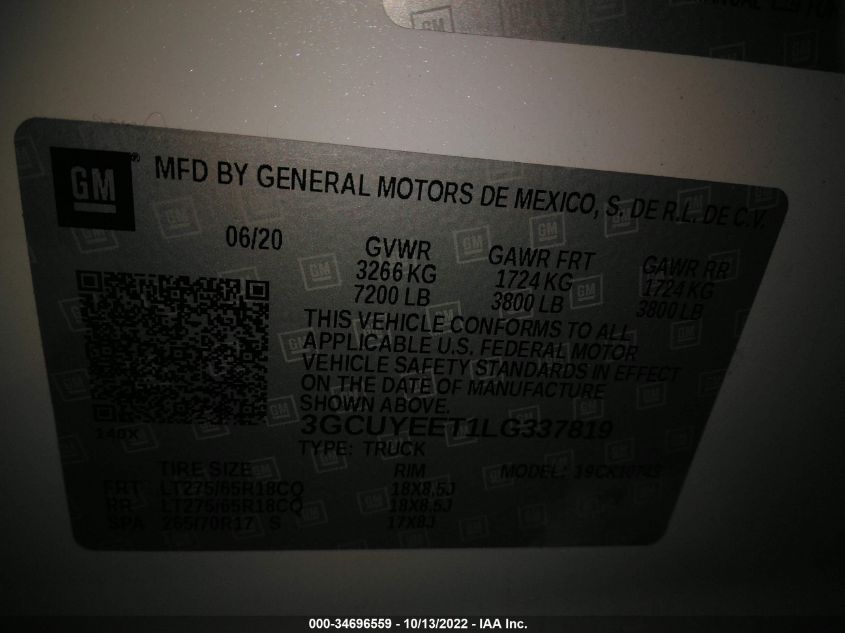 GM
MFD BY GENERAL MOTORS DE MEXICO, S. DE R.L. DE C.V.
06/20
GVWR
3266 KG
7200 LB
GAWR FRT
1724 KG
3800 LB
GAWR RR
1724 KG
3800 LB
THIS VEHICLE CONFORMS TO ALL
APPLICABLE U.S. FEDERAL MOTOR
VEHICLE SAFETY STANDARDS IN EFFECT
ON THE DATE OF MANUFACTURE
SHOWN ABOVE.
3GCUYEET1LG337819
TYPE: TRUCK
TIRE SIZE RIM MODEL:
FRT LT275/65R18CQ 18X8.5J
RR LT275/65R18CQ 18X8.5J
SPA 265/70R17 S 17X8J
000-34696559 - 10/13/2022 - IAA Inc.